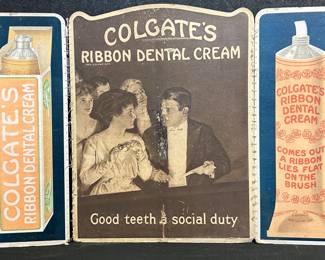 COLGATE'S
RIBBON DENTAL CREAM
COLGATE'S
RIBBON DENTAL CREAM
Good teeth a social duty
COLGATE'S
RIBBON
DENTAL
CREAM
COMES OUT
A RIBBON
LIES FLAT
ON THE
BRUSH